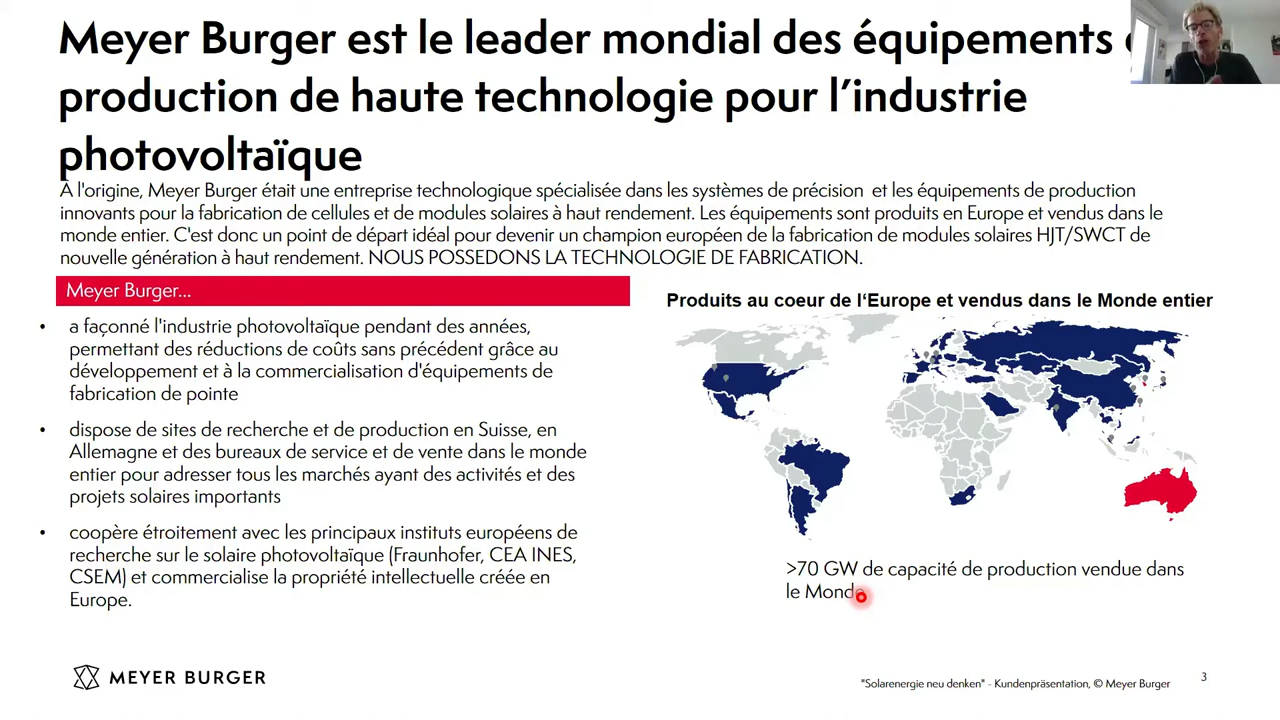 Meyer Burger est le leader mondial des équipements
production de haute technologie pour l’industrie
photovoltaïque
À l'origine, Meyer Burger était une entreprise technologique spécialisée dans les systèmes de précision et les équipements de production
innovants pour la fabrication de cellules et de modules solaires à haut rendement. Les équipements sont produits en Europe et vendus dans le
monde entier. C'est donc un point de départ idéal pour devenir un champion européen de la fabrication de modules solaires HJT/SWCT de
nouvelle génération à haut rendement. NOUS POSSEDONS LA TECHNOLOGIE DE FABRICATION.
Meyer Burger...
• a façonné l'industrie photovoltaïque pendant des années,
permettant des réductions de coûts sans précédent grâce au
développement et à la commercialisation d'équipements de
fabrication de pointe
• dispose de sites de recherche et de production en Suisse, en
Allemagne et des bureaux de service et de vente dans le monde
entier pour adresser tous les marchés ayant des activités et des
projets solaires importants
• coopère étroitement avec les principaux instituts européens de
recherche sur le solaire photovoltaïque (Fraunhofer, CEA INES,
CSEM) et commercialise la propriété intellectuelle créée en
Europe.
Produits au coeur de l‘Europe et vendus dans le Monde entier
>70 GW de capacité de production vendue dans
le Monde
MEYER BURGER
"Solarenergie neu denken" - Kundenpräsentation, © Meyer Burger
3